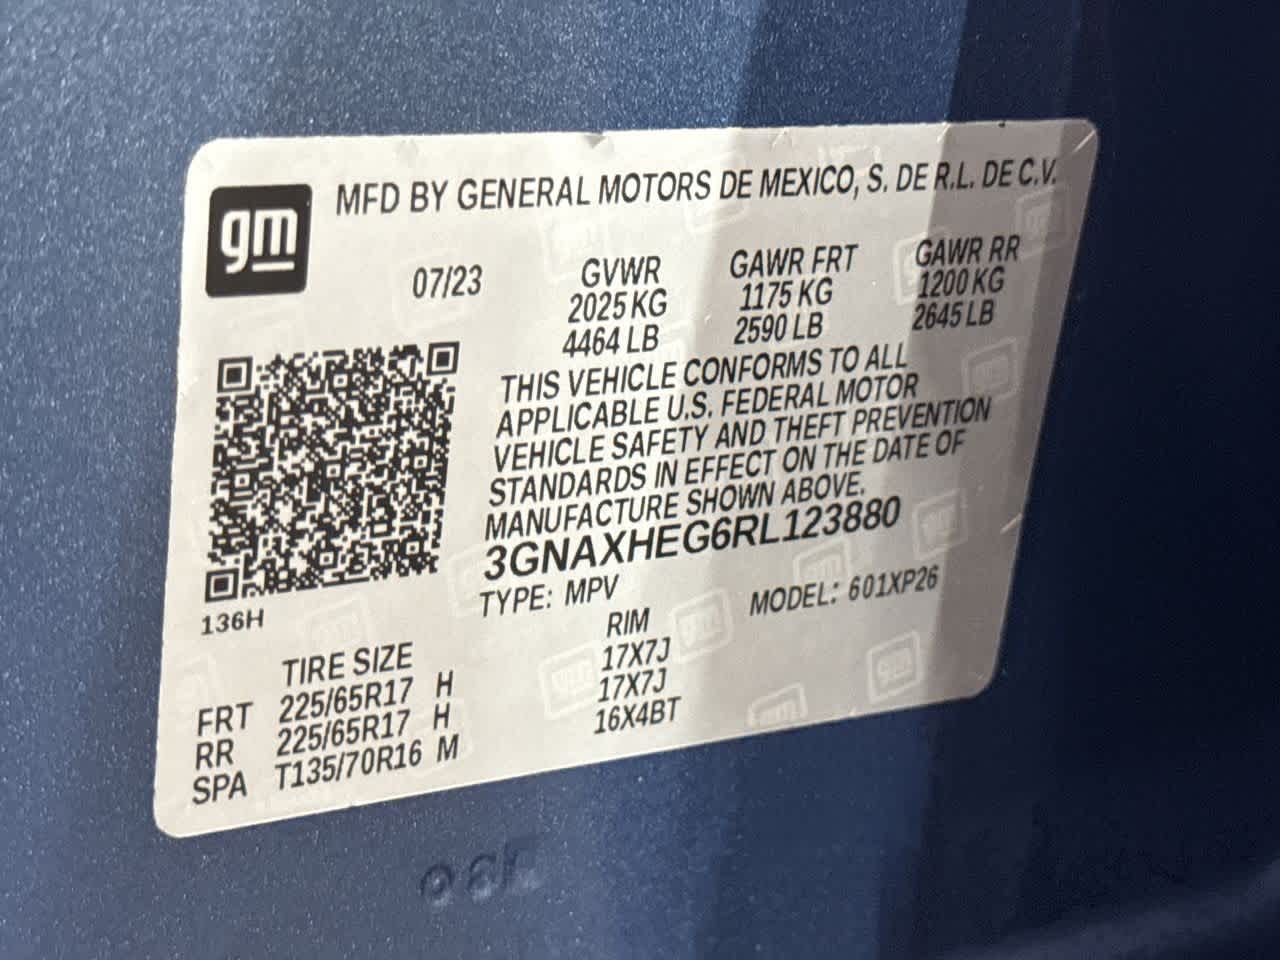 gm
MFD BY GENERAL MOTORS DE MEXICO, S. DE R.L. DE C.V.
07/23
GVWR GAWR FRT GAWR RR
2025 KG 1175 KG 1200 KG
4464 LB 2590 LB 2645 LB
THIS VEHICLE CONFORMS TO ALL
APPLICABLE U.S. FEDERAL MOTOR
VEHICLE SAFETY AND THEFT PREVENTION
STANDARDS IN EFFECT ON THE DATE OF
MANUFACTURE SHOWN ABOVE.
3GNAXHEG6RL123880
TYPE: MPV MODEL: 601XP26
136H
TIRE SIZE RIM
FRT 225/65R17 H 17X7J
RR 225/65R17 H 17X7J
SPA T135/70R16 M 16X4BT